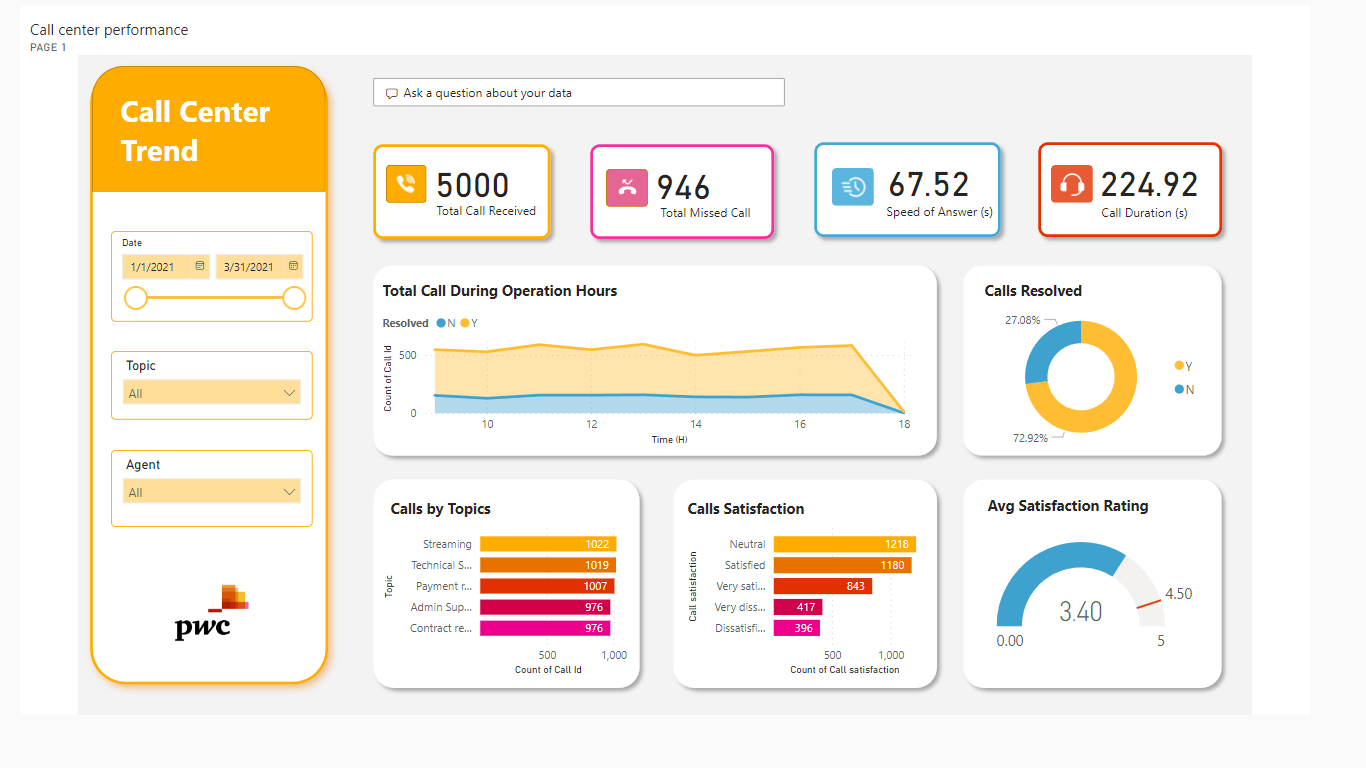 Call center performance
PAGE 1
Call Center
Trend
Date
1/1/2021
3/31/2021
Topic
All
Agent
All
pwc
Ask a question about your data
5000
Total Call Received
946
Total Missed Call
67.52
Speed of Answer (s)
224.92
Call Duration (s)
Total Call During Operation Hours
Resolved N Y
Count of Call Id
500
0
10 12 14 16 18
Time (H)
Calls Resolved
27.08%
72.92%
Y
N
Calls by Topics
Topic
Streaming 1022
Technical S... 1019
Payment r... 1007
Admin Sup... 976
Contract re... 976
500 1,000
Count of Call Id
Calls Satisfaction
Call satisfaction
Neutral 1218
Satisfied 1180
Very sati... 843
Very diss... 417
Dissatisfi... 396
500 1,000
Count of Call satisfaction
Avg Satisfaction Rating
4.50
3.40
0.00
5